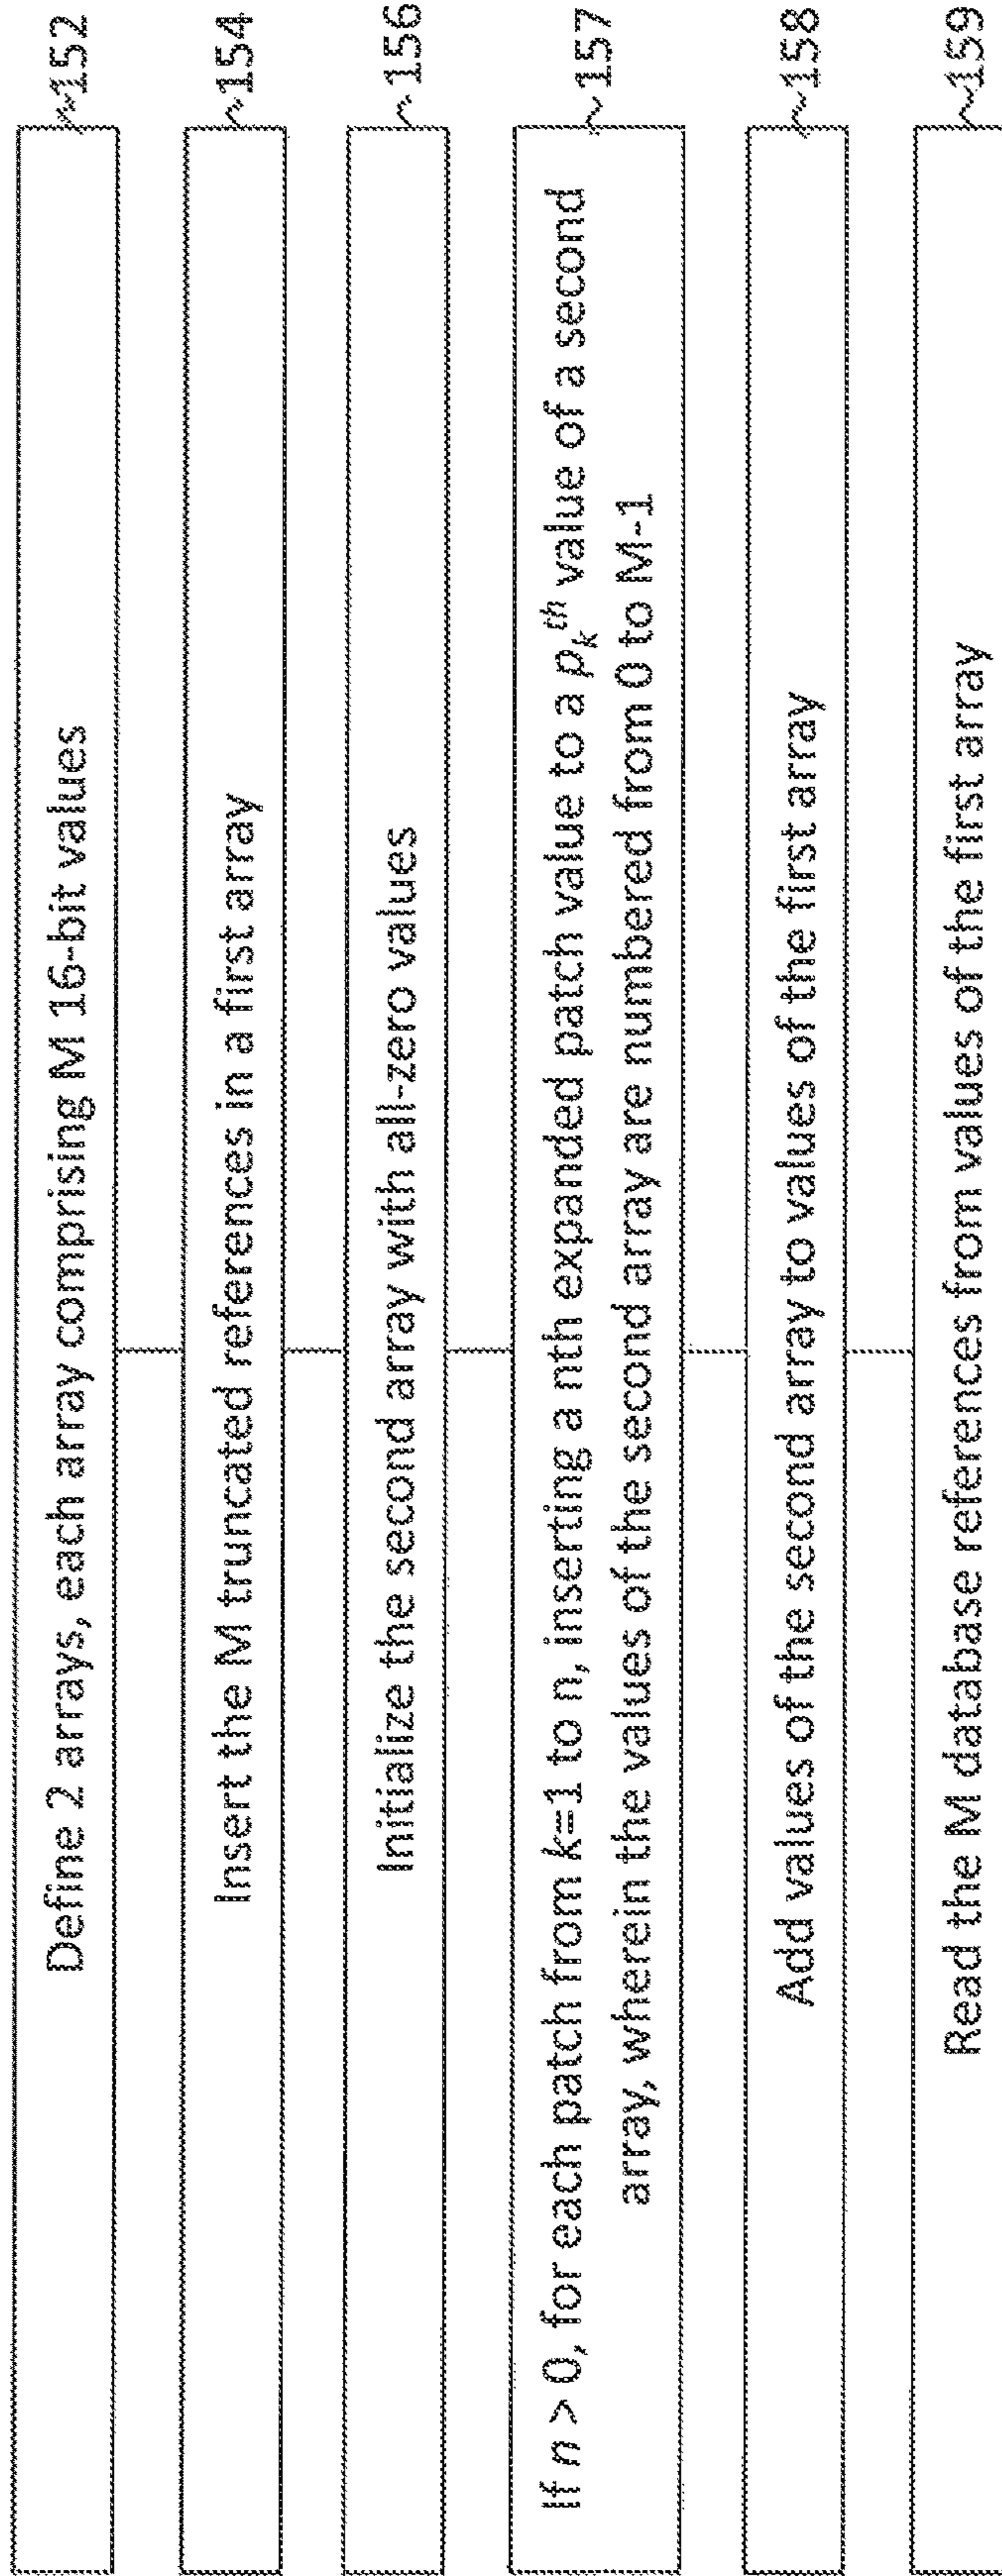 Define 2 arrays, each array comprising M 16-bit values
152
Insert the M truncated references in a first array
154
Initialize the second array with all-zero values
156
If n > 0, for each patch from k=1 to n, inserting a nth expanded patch value to a pₖᵗʰ value of a second
array, wherein the values of the second array are numbered from 0 to M-1
157
Add values of the second array to values of the first array
158
Read the M database references from values of the first array
159